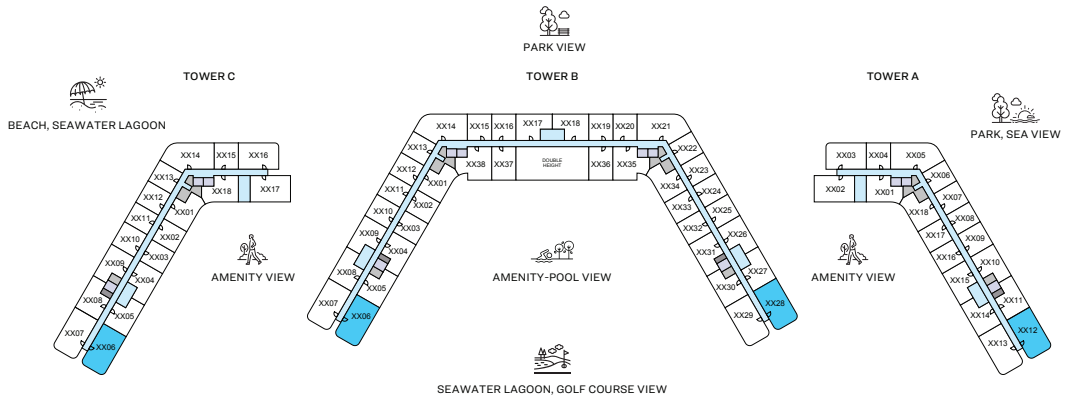 PARK VIEW
TOWER C
TOWER B
TOWER A
BEACH, SEAWATER LAGOON
PARK, SEA VIEW
XX14 XX15 XX16
XX13
XX18 XX17
XX12 XX01
XX11 XX02
XX10 XX03
XX09 XX04
XX08 XX05
XX07 XX06
XX14 XX15 XX16 XX17 XX18 XX19 XX20 XX21
XX13 XX38 XX37 DOUBLE XX36 XX35 XX22
HEIGHT
XX12 XX01 XX34 XX23
XX11 XX02 XX33 XX24
XX10 XX03 XX32 XX25
XX09 XX04 XX31 XX26
XX08 XX05 XX30 XX27
XX07 XX06 XX29 XX28
XX03 XX04 XX05
XX02 XX01 XX06
XX18 XX07
XX17 XX08
XX16 XX09
XX15 XX10
XX14 XX11
XX13 XX12
AMENITY VIEW
AMENITY-POOL VIEW
AMENITY VIEW
SEAWATER LAGOON, GOLF COURSE VIEW